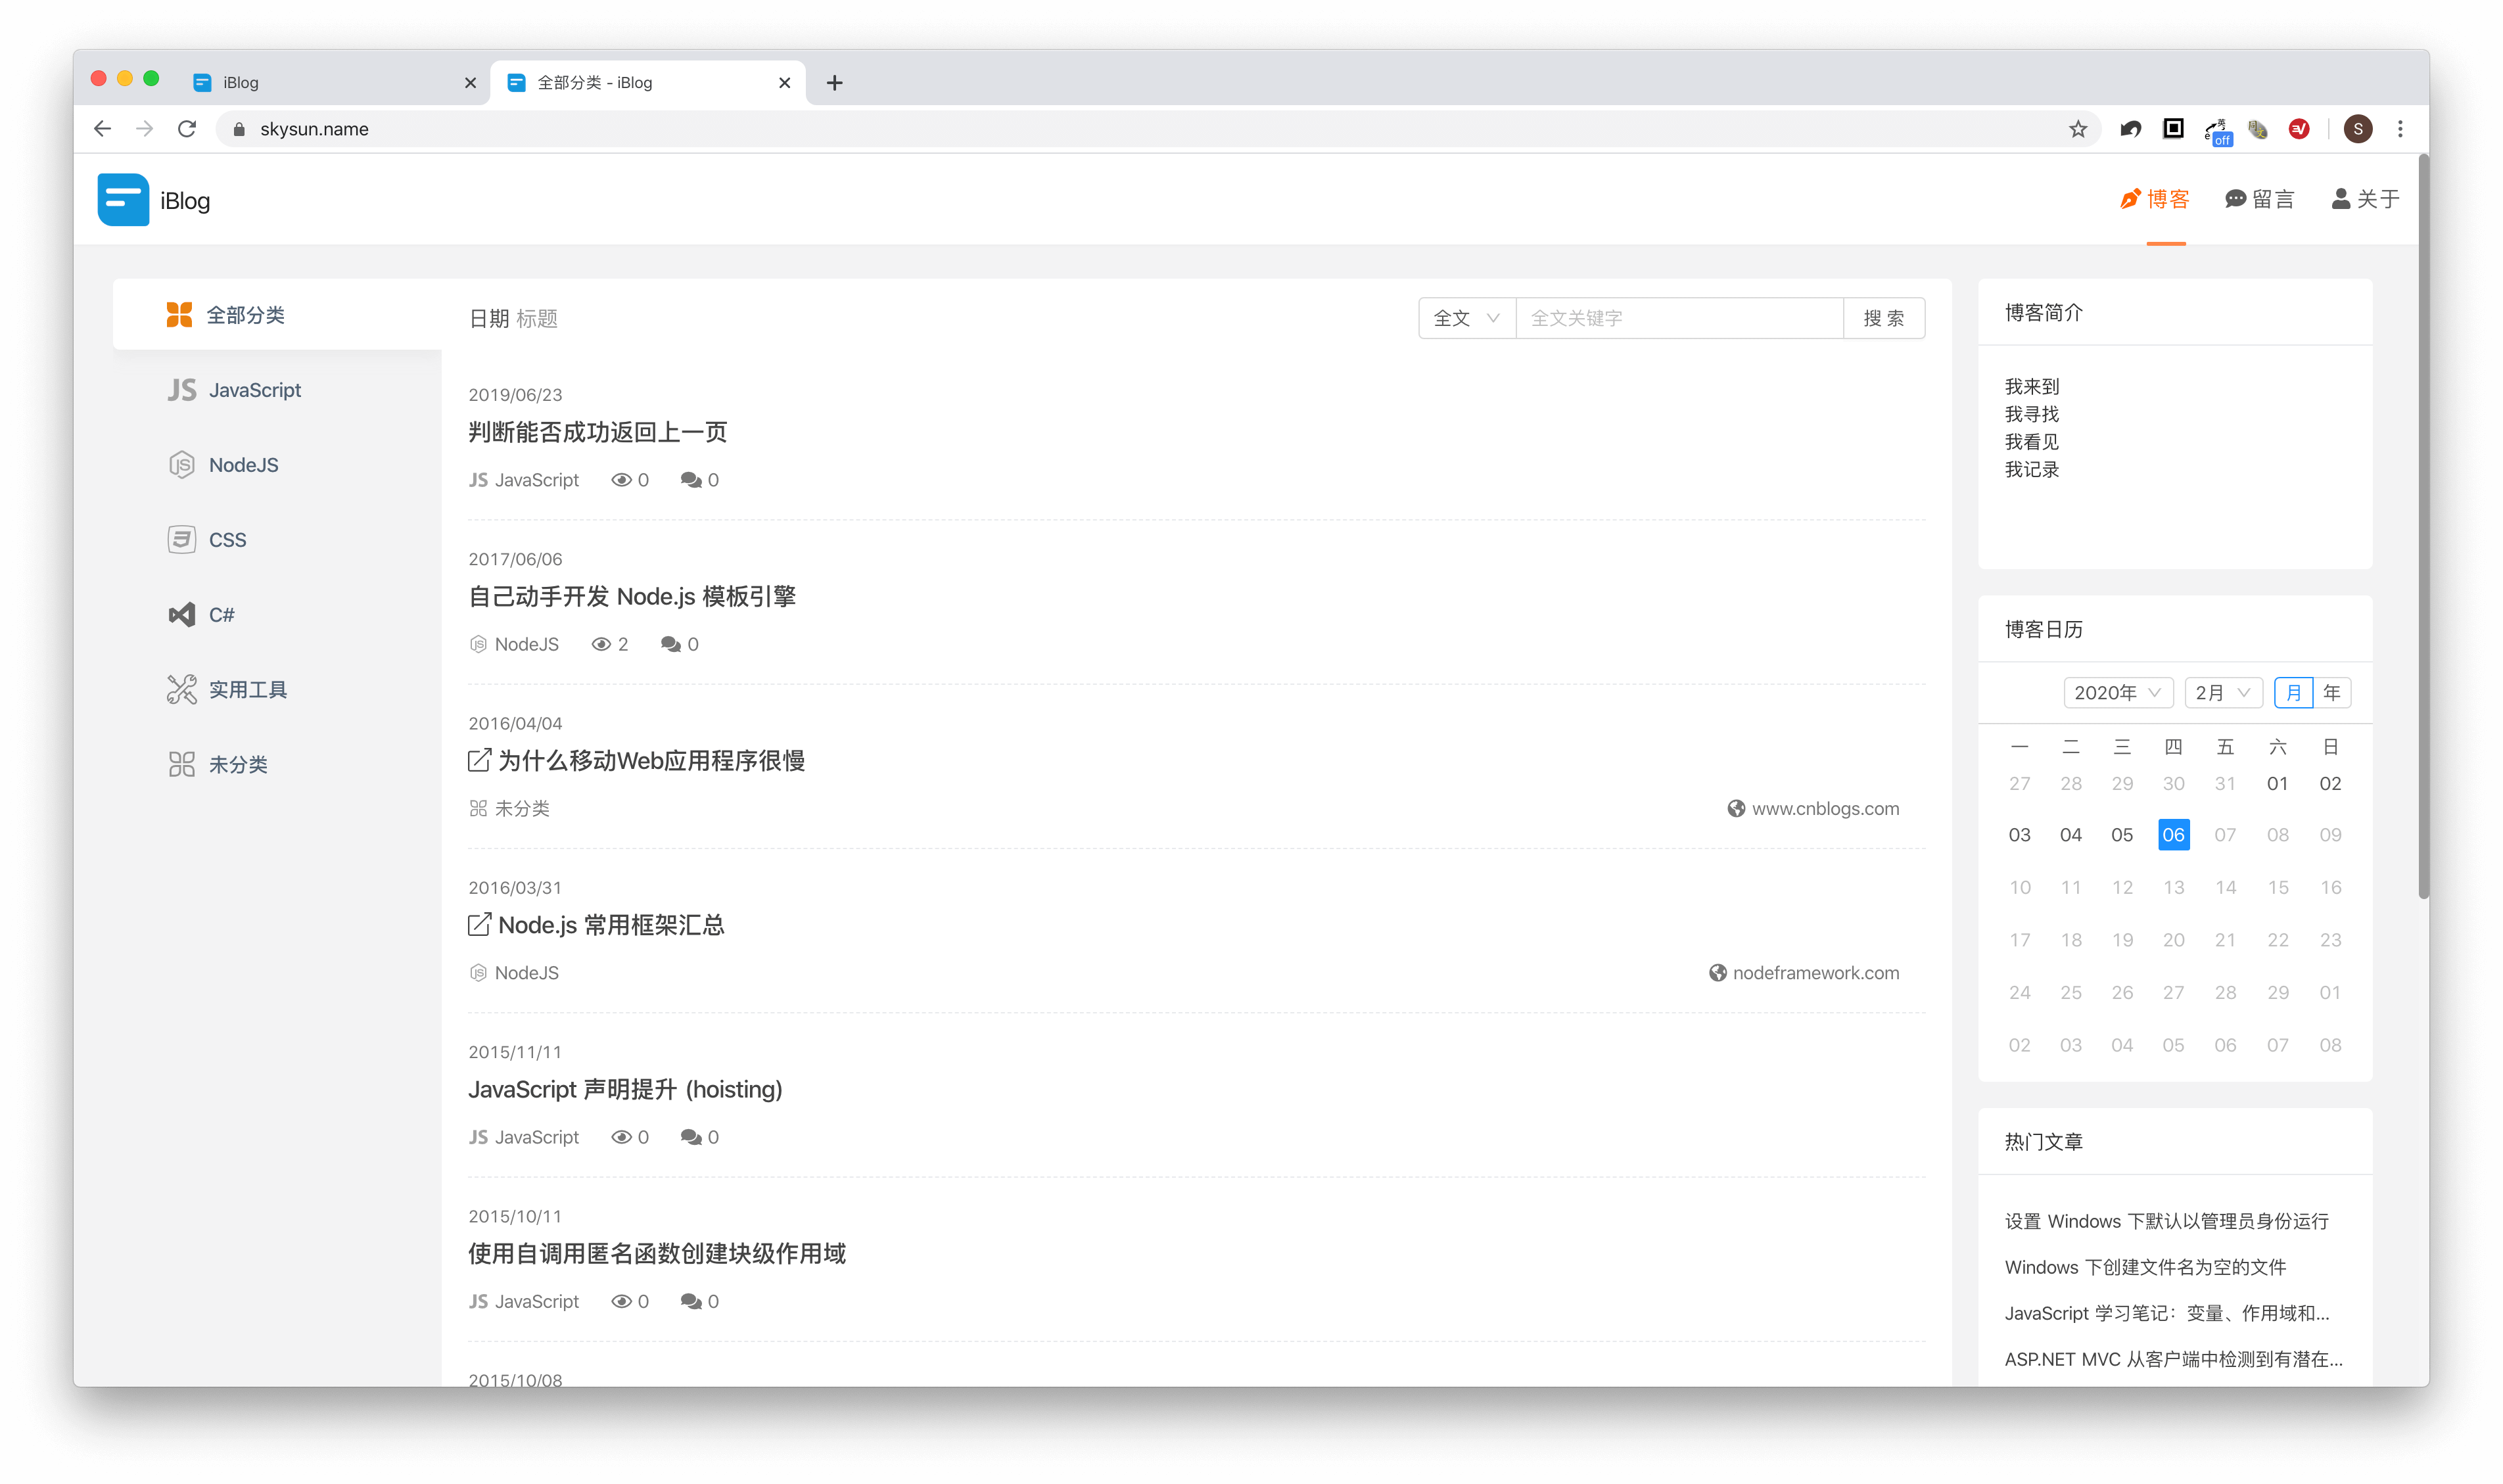 iBlog
全部分类 - iBlog
skysun.name
英
off
S
iBlog
博客
留言
关于
全部分类
JavaScript
NodeJS
CSS
C#
实用工具
未分类
日期 标题
全文
全文关键字
搜 索
2019/06/23
判断能否成功返回上一页
JS JavaScript 0 0
2017/06/06
自己动手开发 Node.js 模板引擎
NodeJS 2 0
2016/04/04
为什么移动Web应用程序很慢
未分类 www.cnblogs.com
2016/03/31
Node.js 常用框架汇总
NodeJS nodeframework.com
2015/11/11
JavaScript 声明提升 (hoisting)
JS JavaScript 0 0
2015/10/11
使用自调用匿名函数创建块级作用域
JS JavaScript 0 0
2015/10/08
博客简介
我来到
我寻找
我看见
我记录
博客日历
2020年 2月 月 年
一 二 三 四 五 六 日
27 28 29 30 31 01 02
03 04 05 06 07 08 09
10 11 12 13 14 15 16
17 18 19 20 21 22 23
24 25 26 27 28 29 01
02 03 04 05 06 07 08
热门文章
设置 Windows 下默认以管理员身份运行
Windows 下创建文件名为空的文件
JavaScript 学习笔记：变量、作用域和...
ASP.NET MVC 从客户端中检测到有潜在...